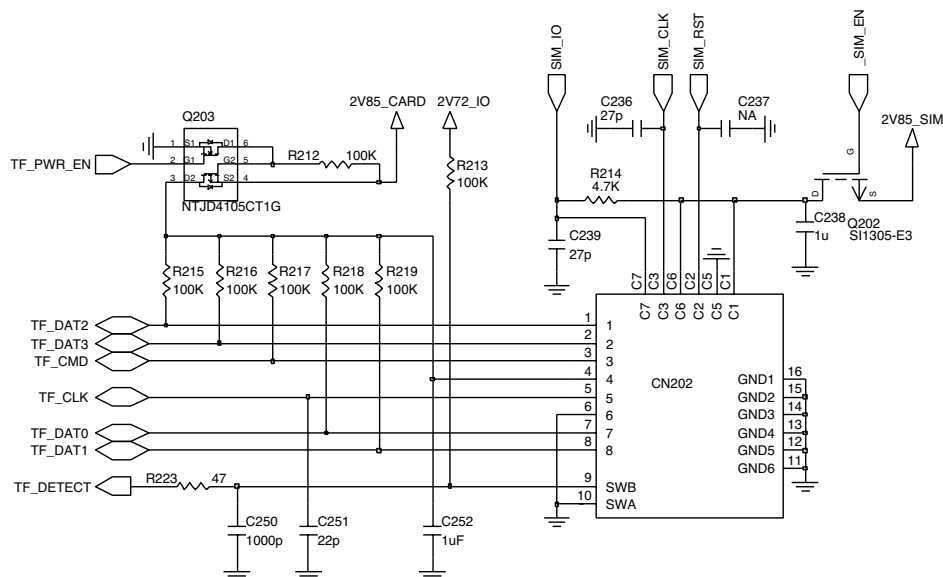 SIM_IO
SIM_CLK
SIM_RST
_SIM_EN
C236
27p
C237
NA
2V85_SIM
Q203
2V85_CARD
2V72_IO
TF_PWR_EN
1 S1 D1 6
2 G1 G2 5
3 D2 S2 4
NTJD4105CT1G
R212 100K
R213
100K
R214
4.7K
G
D
S
C238
1u
Q202
SI1305-E3
C239
27p
R215
100K
R216
100K
R217
100K
R218
100K
R219
100K
C7
C3
C6
C2
C5
C1
C7
C3
C6
C2
C5
C1
TF_DAT2
TF_DAT3
TF_CMD
TF_CLK
TF_DAT0
TF_DAT1
TF_DETECT
R223 47
1 1
2 2
3 3
4 4
5 5
6 6
7 7
8 8
9 SWB
10 SWA
CN202
GND1 16
GND2 15
GND3 14
GND4 13
GND5 12
GND6 11
C250
1000p
C251
22p
C252
1uF